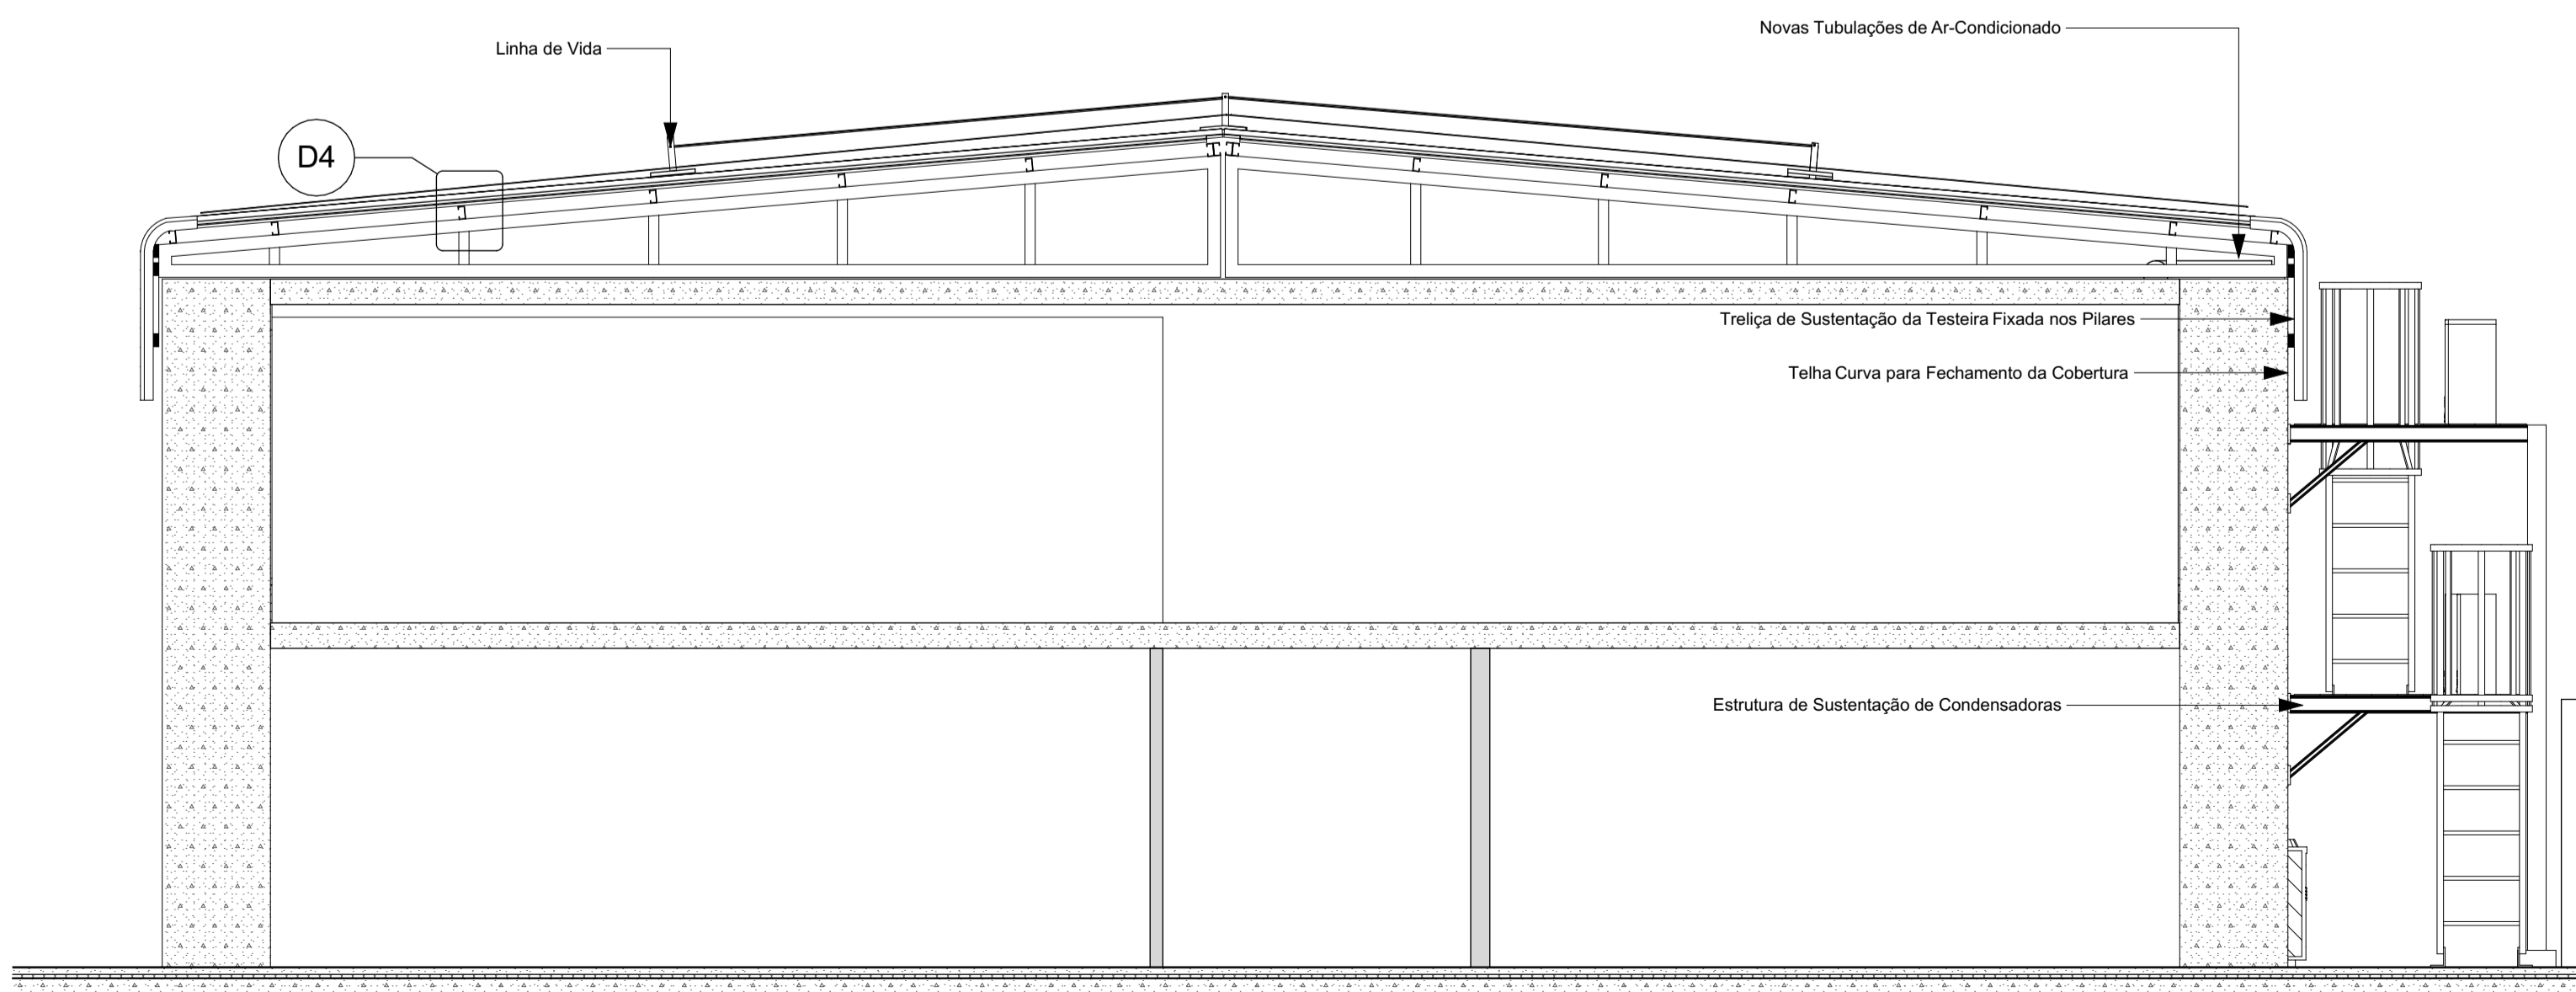 Novas Tubulações de Ar-Condicionado
Linha de Vida
D4
Treliça de Sustentação da Testeira Fixada nos Pilares
Telha Curva para Fechamento da Cobertura
Estrutura de Sustentação de Condensadoras